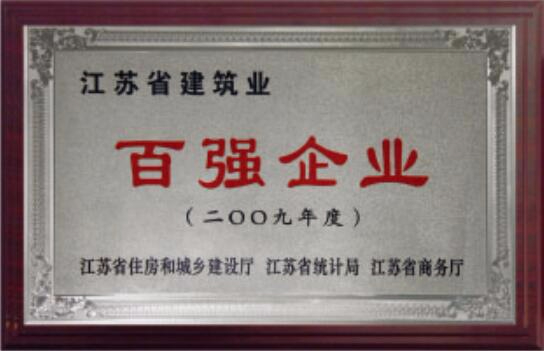 江苏省建筑业
百强企业
（二〇〇九年度）
江苏省住房和城乡建设厅 江苏省统计局 江苏省商务厅